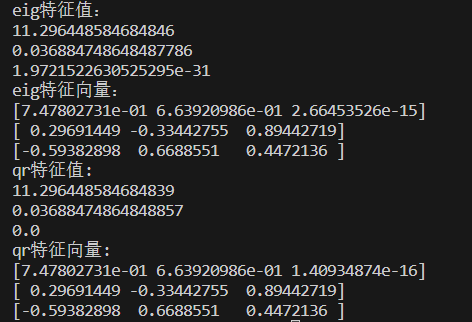 eig特征值：
11.296448584684846
0.036884748648487786
1.9721522630525295e-31
eig特征向量：
[7.47802731e-01 6.63920986e-01 2.66453526e-15]
[ 0.29691449 -0.33442755  0.89442719]
[-0.59382898  0.6688551   0.4472136 ]
qr特征值：
11.296448584684839
0.03688474864848857
0.0
qr特征向量：
[7.47802731e-01 6.63920986e-01 1.40934874e-16]
[ 0.29691449 -0.33442755  0.89442719]
[-0.59382898  0.6688551   0.4472136 ]